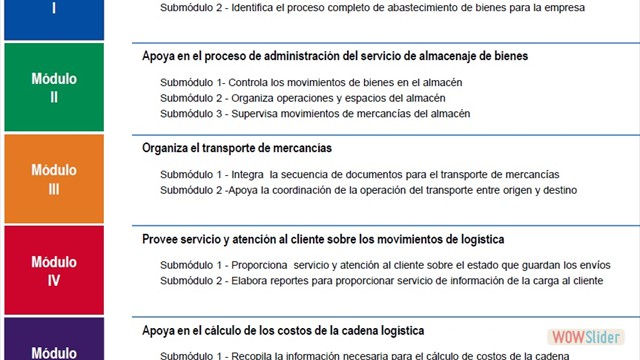 I
Submódulo 2 - Identifica el proceso completo de abastecimiento de bienes para la empresa
Módulo
II
Apoya en el proceso de administración del servicio de almacenaje de bienes
Submódulo 1- Controla los movimientos de bienes en el almacén
Submódulo 2 - Organiza operaciones y espacios del almacén
Submódulo 3 - Supervisa movimientos de mercancías del almacén
Módulo
III
Organiza el transporte de mercancías
Submódulo 1 - Integra la secuencia de documentos para el transporte de mercancías
Submódulo 2 -Apoya la coordinación de la operación del transporte entre origen y destino
Módulo
IV
Provee servicio y atención al cliente sobre los movimientos de logística
Submódulo 1 - Proporciona servicio y atención al cliente sobre el estado que guardan los envíos
Submódulo 2 - Elabora reportes para proporcionar servicio de información de la carga al cliente
Módulo
Apoya en el cálculo de los costos de la cadena logística
Submódulo 1 - Recopila la información necesaria para el cálculo de costos de la cadena
WOWSlider